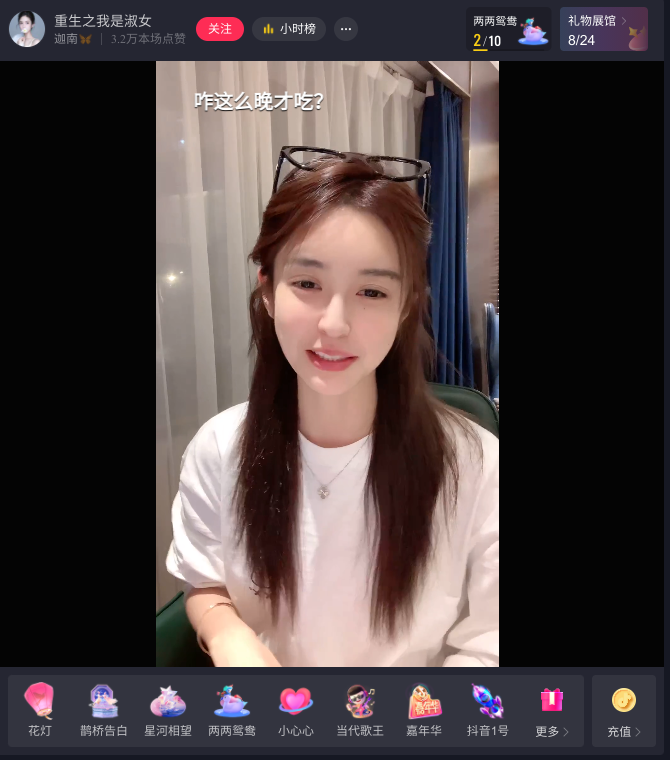 重生之我是淑女
迦南 | 3.2万本场点赞
关注
小时榜
两两鸳鸯
2/10
礼物展馆
8/24
咋这么晚才吃?
花灯
鹊桥告白
星河相望
两两鸳鸯
小心心
当代歌王
嘉年华
嘉年华
抖音1号
更多
充值